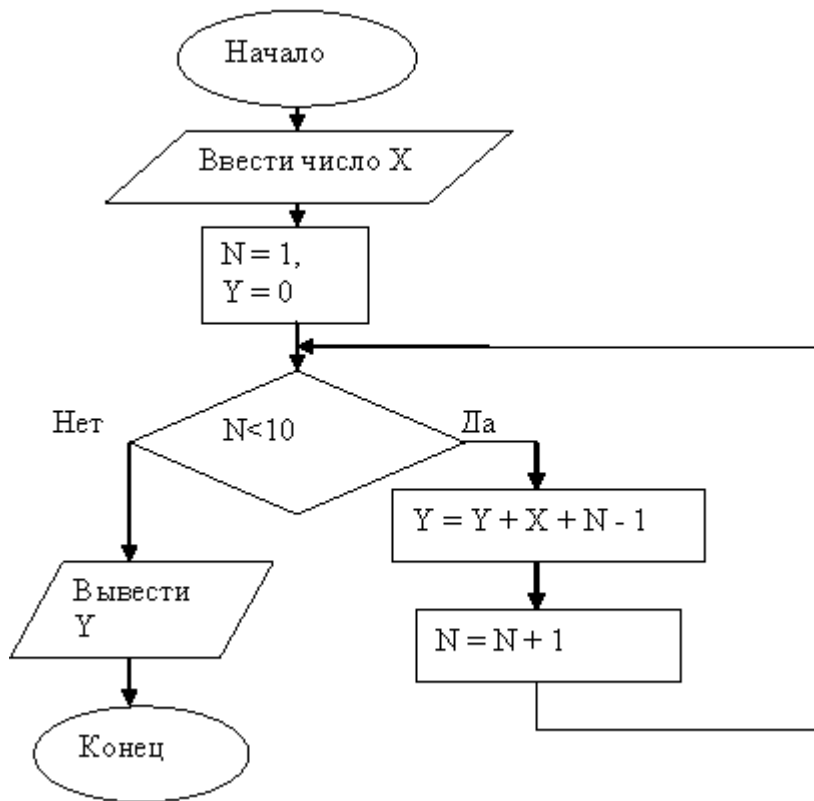 Начало
Ввести число X
N = 1,
Y = 0
Нет
N<10
Да
Y = Y + X + N - 1
Вывести
Y
N = N + 1
Конец